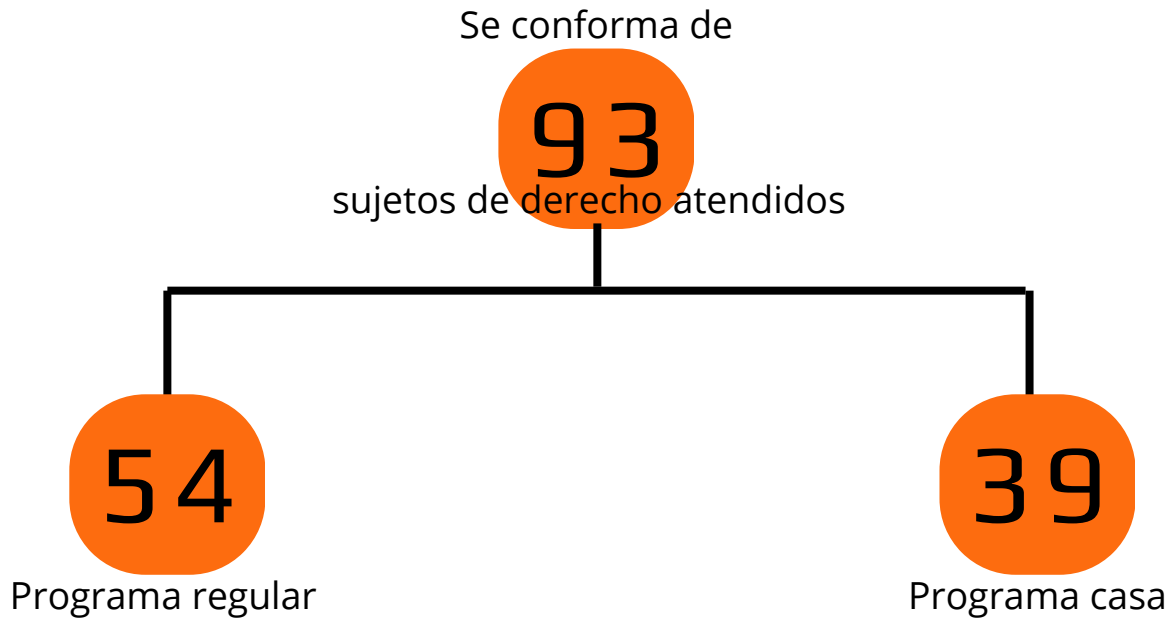 Se conforma de
93
sujetos de derecho atendidos
54
39
Programa regular
Programa casa